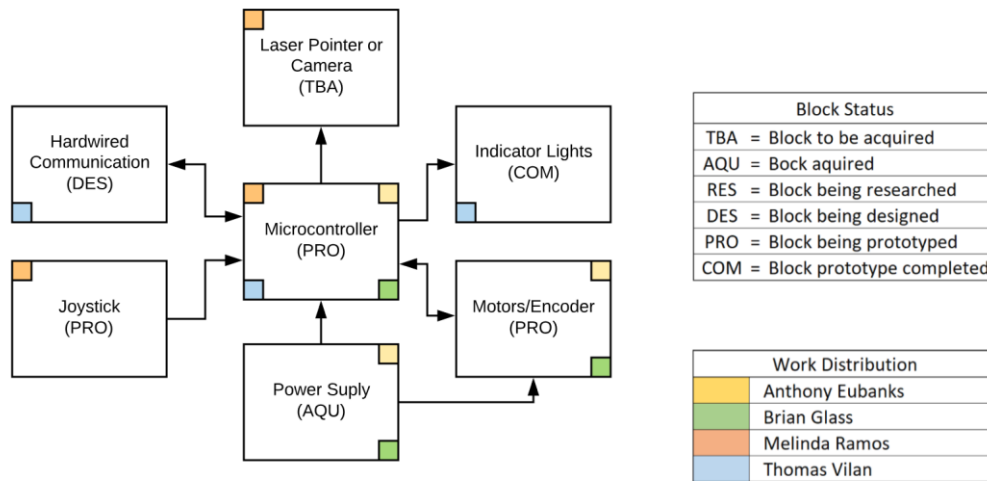 Laser Pointer or
Camera
(TBA)
Hardwired
Communication
(DES)
Indicator Lights
(COM)
Microcontroller
(PRO)
Joystick
(PRO)
Motors/Encoder
(PRO)
Power Suply
(AQU)
Block Status
TBA = Block to be acquired
AQU = Bock aquired
RES = Block being researched
DES = Block being designed
PRO = Block being prototyped
COM = Block prototype completed
Work Distribution
Anthony Eubanks
Brian Glass
Melinda Ramos
Thomas Vilan